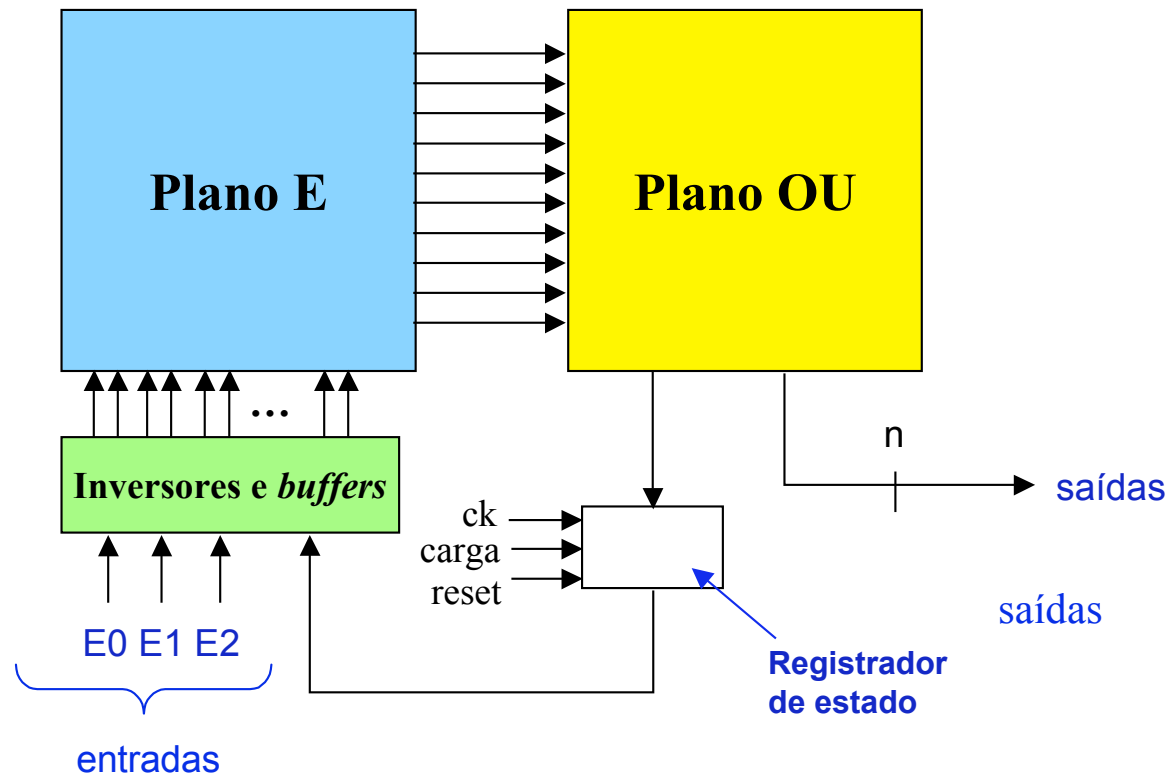 Plano E
Plano OU
...
n
Inversores e buffers
saídas
ck
carga
reset
saídas
E0 E1 E2
Registrador
de estado
entradas